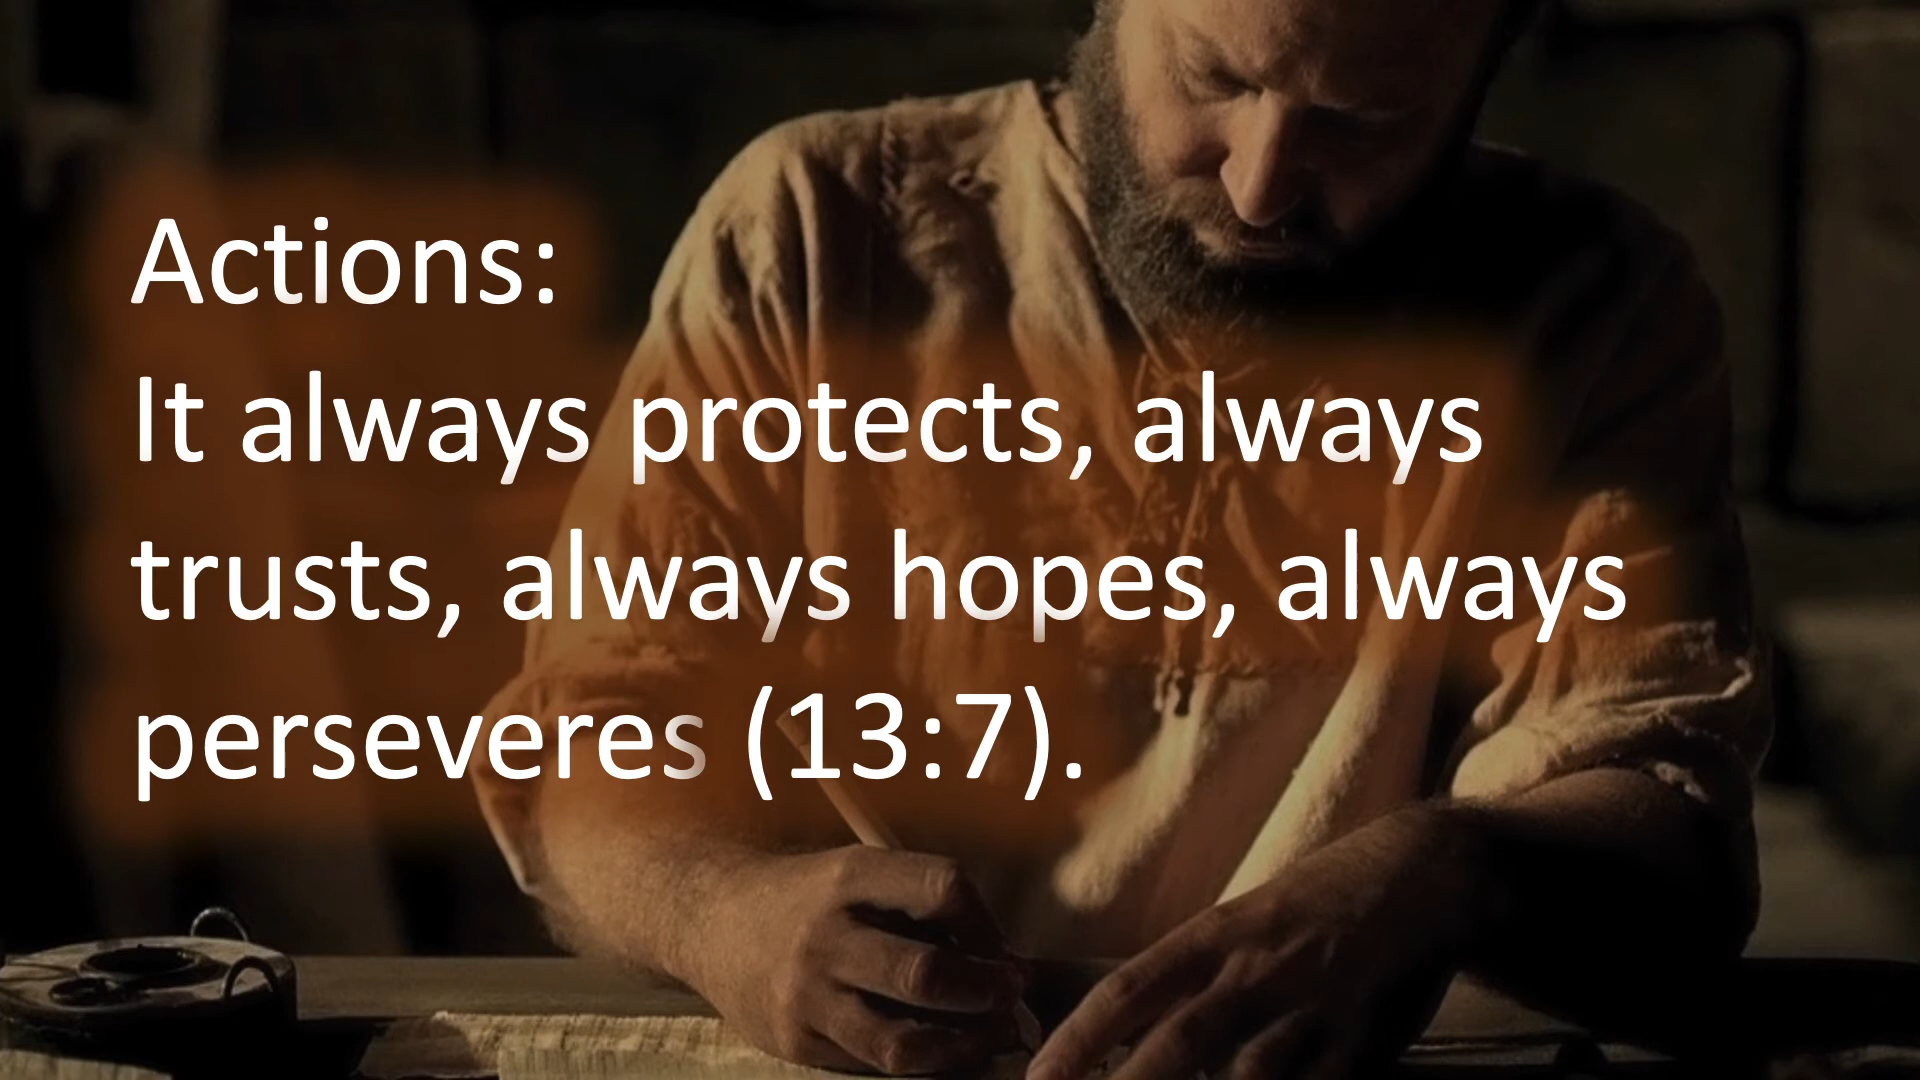 Actions:
It always protects, always
trusts, always hopes, always
perseveres (13:7).